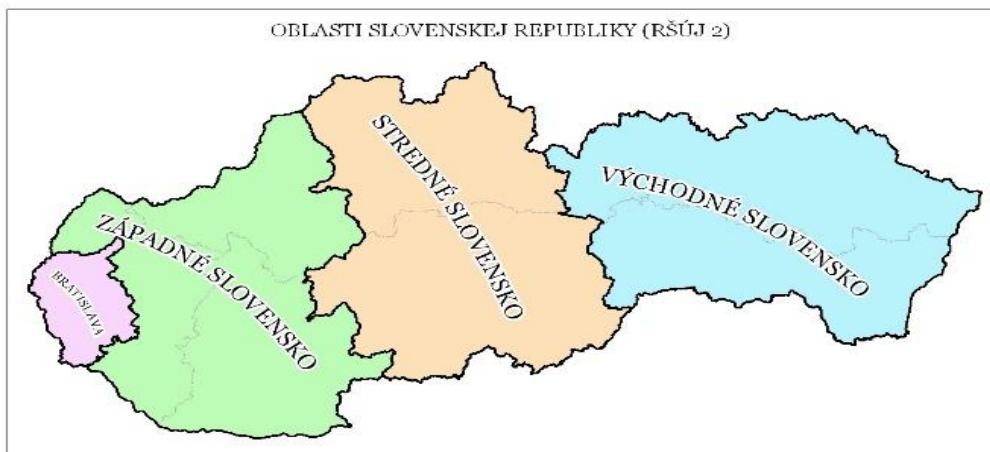 OBLASTI SLOVENSKEJ REPUBLIKY (RŠÚJ 2)
STREDNÉ SLOVENSKO
VÝCHODNÉ SLOVENSKO
ZÁPADNÉ SLOVENSKO
BRATISLAVA